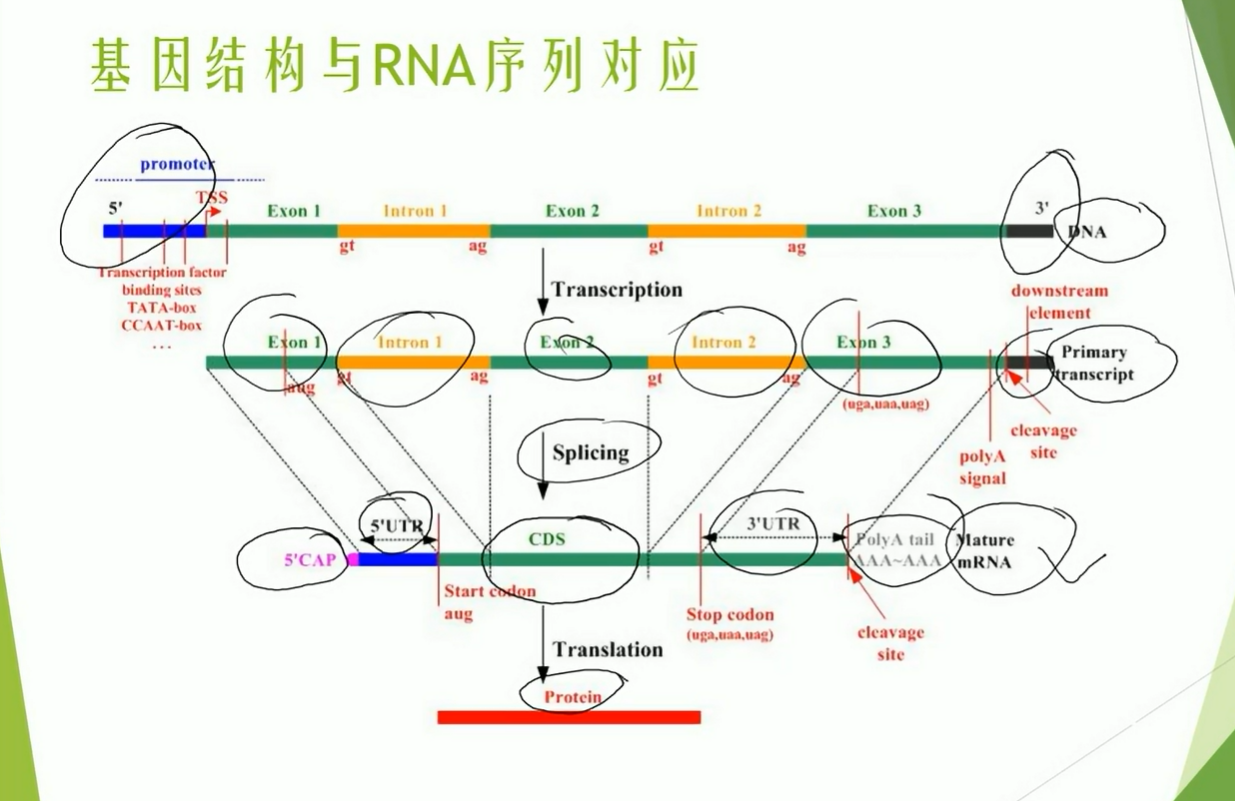 基因结构与RNA序列对应
promoter
5'
TSS
Exon 1
Intron 1
Exon 2
Intron 2
Exon 3
3'
DNA
gt
ag
gt
ag
Transcription factor
binding sites
TATA-box
CCAAT-box
...
Transcription
downstream
element
Exon 1
Intron 1
Exon 2
Intron 2
Exon 3
Primary
transcript
aug
gt
ag
gt
ag
(uga,uaa,uag)
cleavage
site
polyA
signal
Splicing
5'UTR
CDS
3'UTR
5'CAP
PolyA tail
AAA~AAA
Mature
mRNA
Start codon
aug
Stop codon
(uga,uaa,uag)
cleavage
site
Translation
Protein